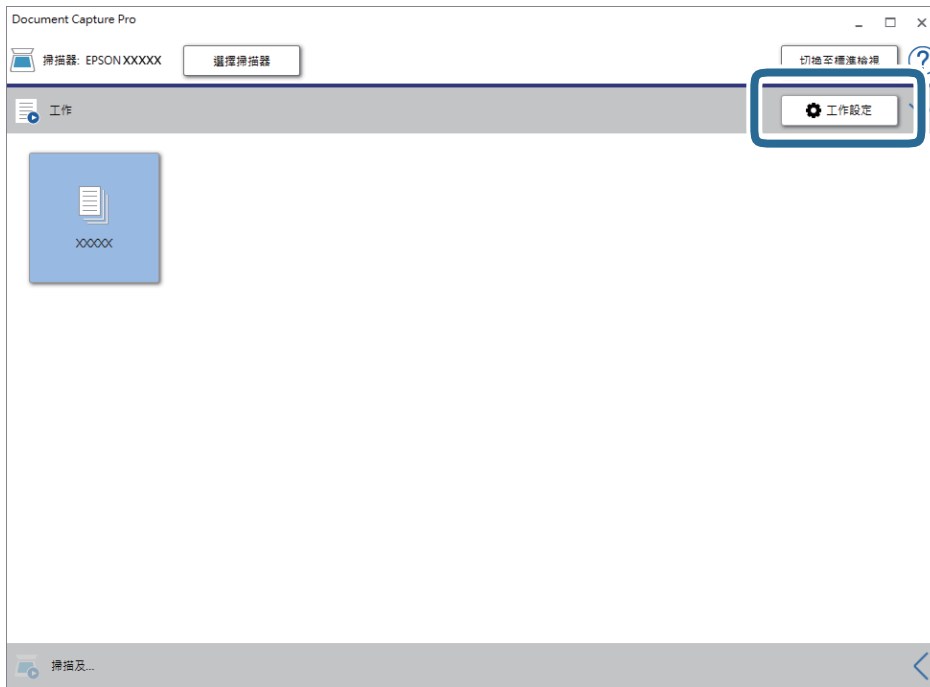 Document Capture Pro
掃描器: EPSON XXXXX
選擇掃描器
切換至標準檢視
?
工作
工作設定
XXXXX
掃描及...